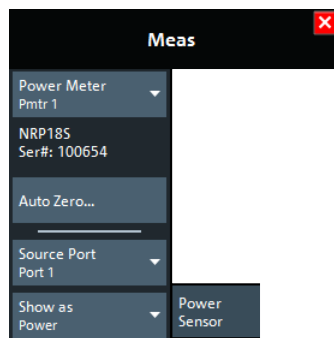 Meas
Power Meter
Pmtr 1
NRP18S
Ser#: 100654
Auto Zero...
Source Port
Port 1
Show as
Power
Power
Sensor